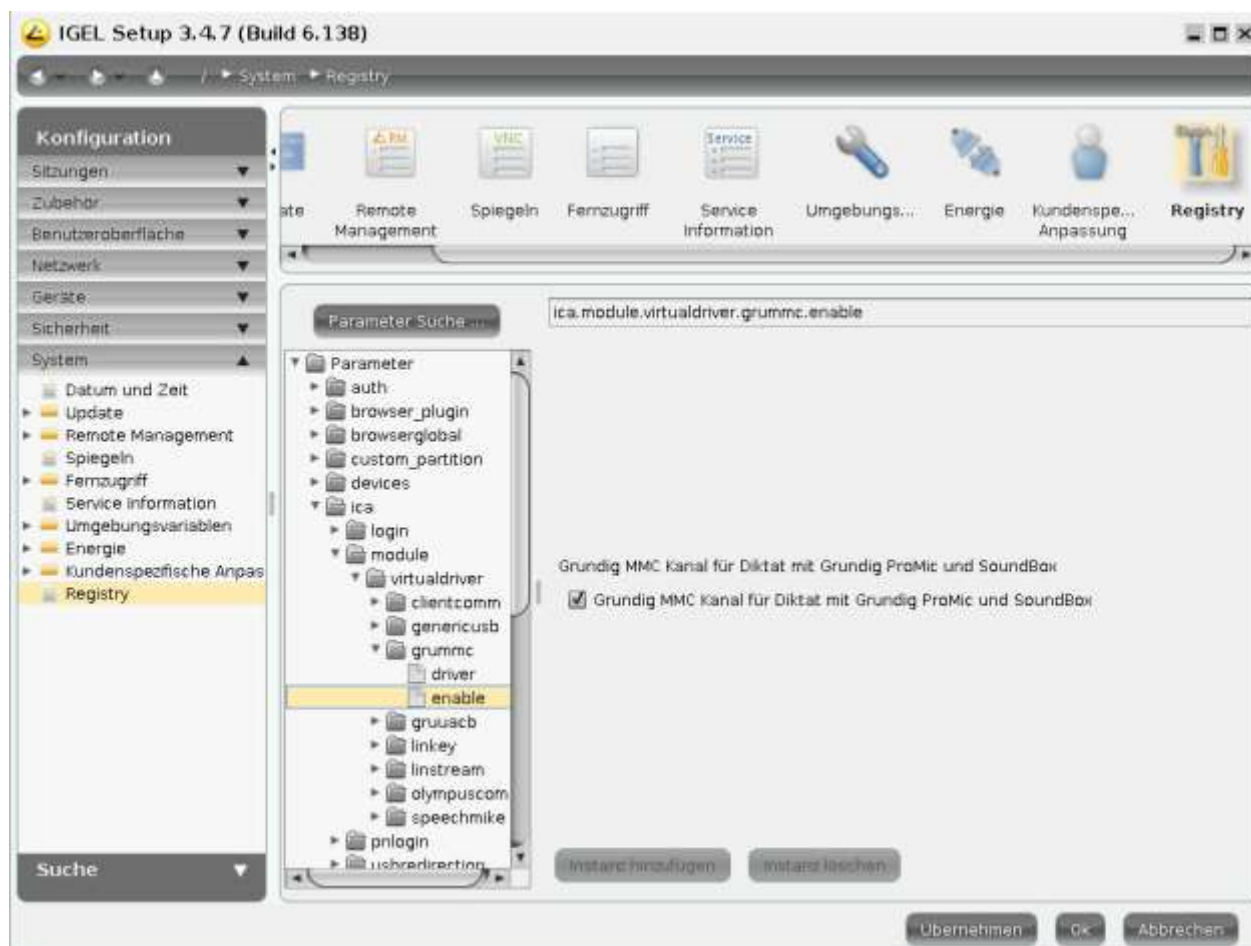 IGEL Setup 3.4.7 (Build 6.138)
/ System Registry
Konfiguration
Sitzungen
Zubehör
Benutzeroberfläche
Netzwerk
Geräte
Sicherheit
System
Datum und Zeit
Update
Remote Management
Spiegeln
Fernzugriff
Service Information
Umgebungsvariablen
Energie
Kundenspezifische Anpas
Registry
Suche
RM
VNC
Service
ate
Remote Management
Spiegeln
Fernzugriff
Service Information
Umgebungs...
Energie
Kundenspe... Anpassung
Registry
Parameter Suche ...
ica.module.virtualdriver.grummc.enable
Parameter
auth
browser_plugin
browserglobal
custom_partition
devices
ica
login
module
virtualdriver
clientcomm
genericusb
grummc
driver
enable
gruuacb
linkey
linstream
olympuscom
speechmike
pnlogin
usbredirection
Grundig MMC Kanal für Diktat mit Grundig ProMic und SoundBox
Grundig MMC Kanal für Diktat mit Grundig ProMic und SoundBox
Instanz hinzufügen
Instanz löschen
Übernehmen
Ok
Abbrechen